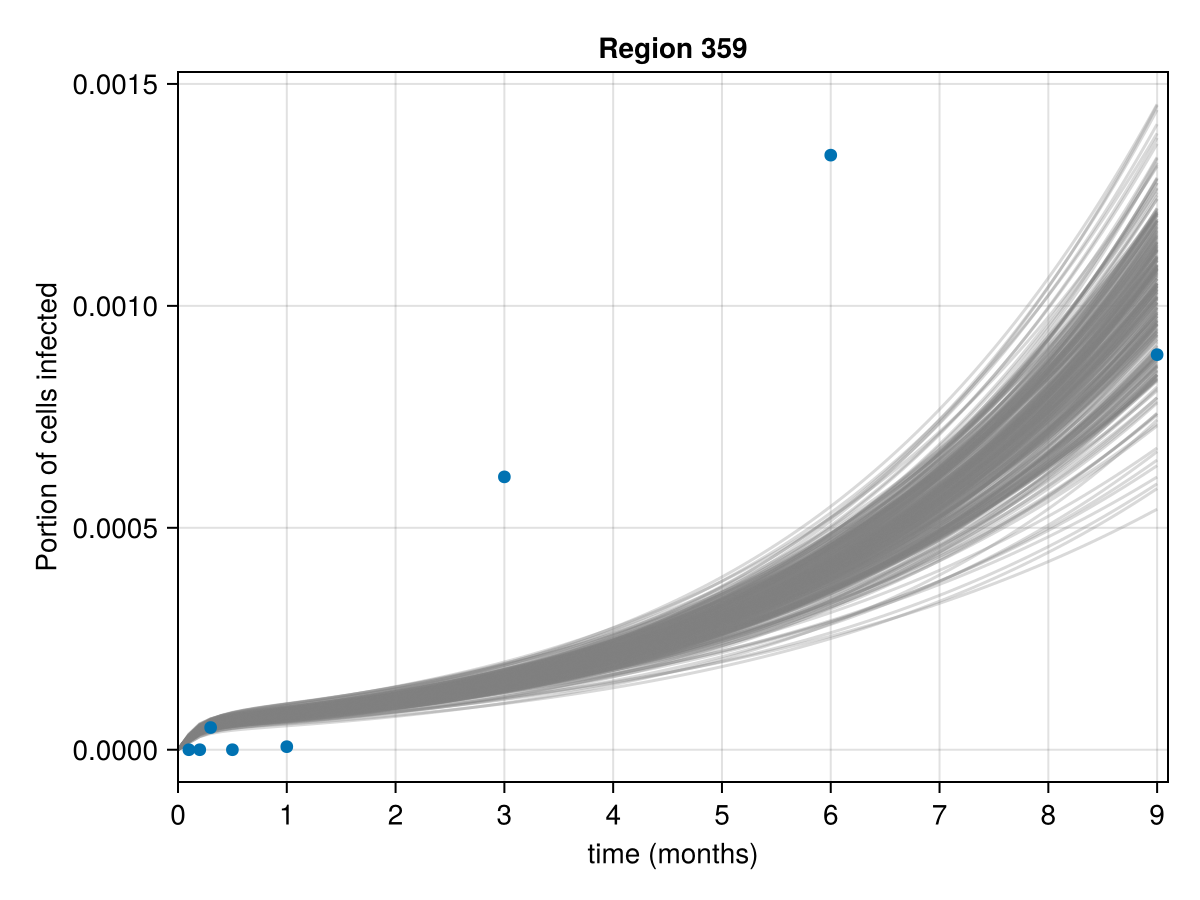 Region 359
0.0015
0.0010
0.0005
0.0000
Portion of cells infected
0 1 2 3 4 5 6 7 8 9
time (months)